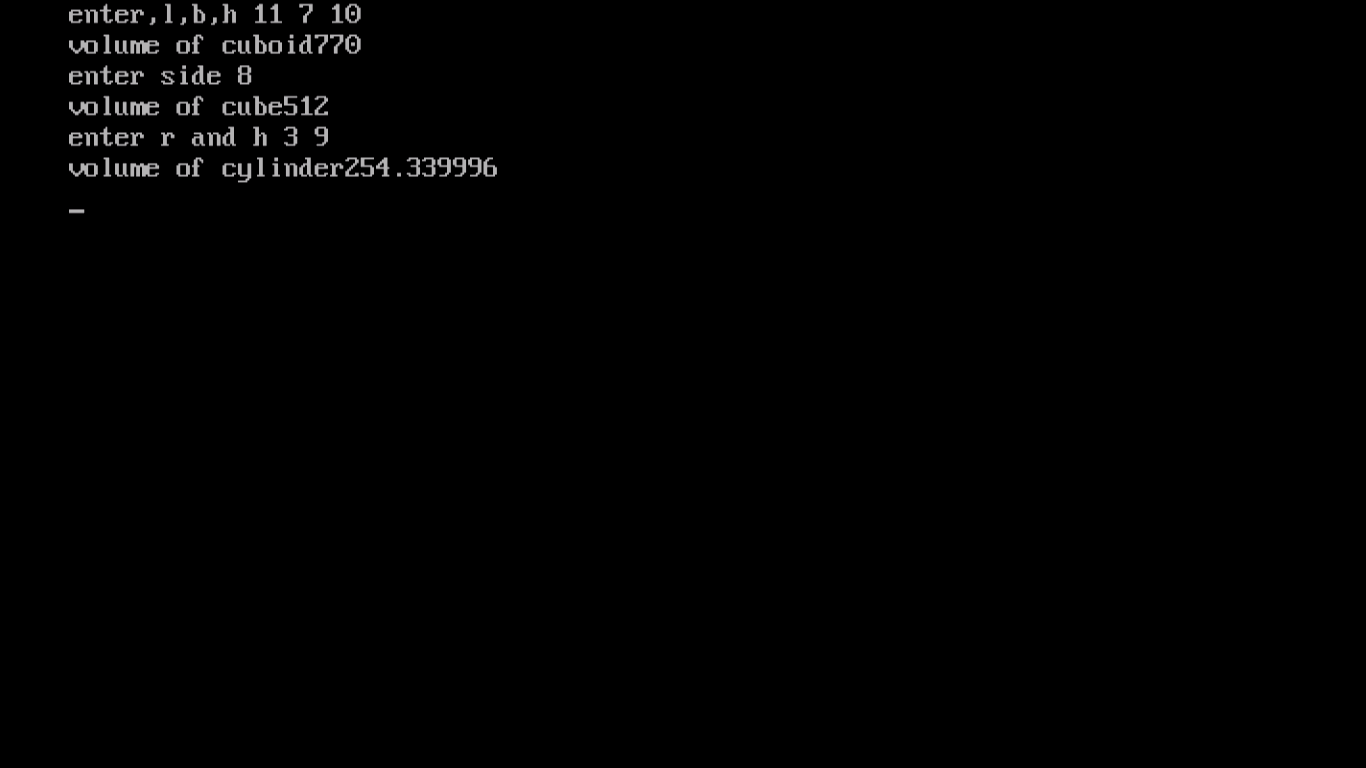 enter,l,b,h 11 7 10
volume of cuboid770
enter side 8
volume of cube512
enter r and h 3 9
volume of cylinder254.339996
_